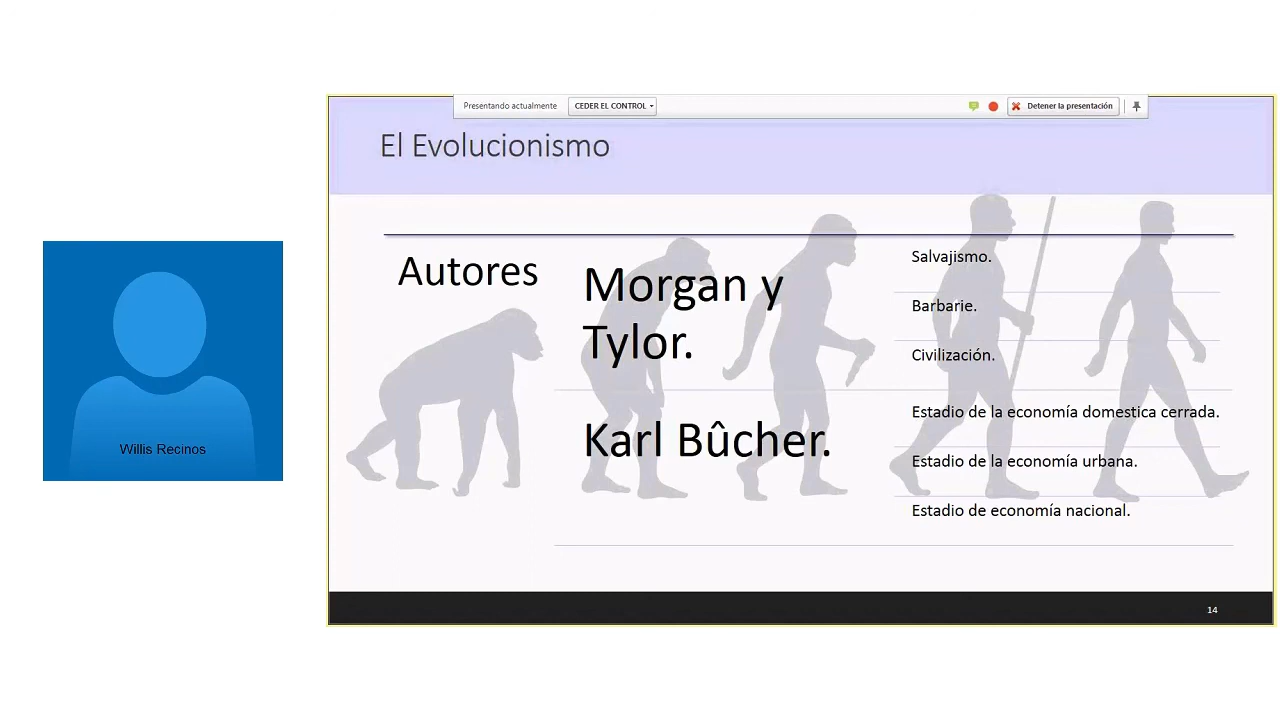 Presentando actualmente
CEDER EL CONTROL
Detener la presentación
El Evolucionismo
Autores
Morgan y
Tylor.
Salvajismo.
Barbarie.
Civilización.
Karl Bûcher.
Estadio de la economía domestica cerrada.
Estadio de la economía urbana.
Estadio de economía nacional.
14
Willis Recinos